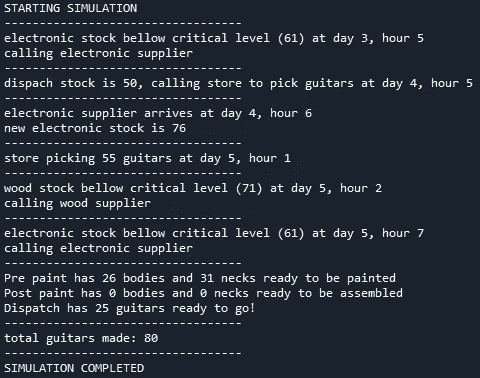 STARTING SIMULATION
----------------------------------
electronic stock bellow critical level (61) at day 3, hour 5
calling electronic supplier
----------------------------------
dispach stock is 50, calling store to pick guitars at day 4, hour 5
----------------------------------
electronic supplier arrives at day 4, hour 6
new electronic stock is 76
----------------------------------
store picking 55 guitars at day 5, hour 1
----------------------------------
wood stock bellow critical level (71) at day 5, hour 2
calling wood supplier
----------------------------------
electronic stock bellow critical level (61) at day 5, hour 7
calling electronic supplier
----------------------------------
Pre paint has 26 bodies and 31 necks ready to be painted
Post paint has 0 bodies and 0 necks ready to be assembled
Dispatch has 25 guitars ready to go!
----------------------------------
total guitars made: 80
----------------------------------
SIMULATION COMPLETED